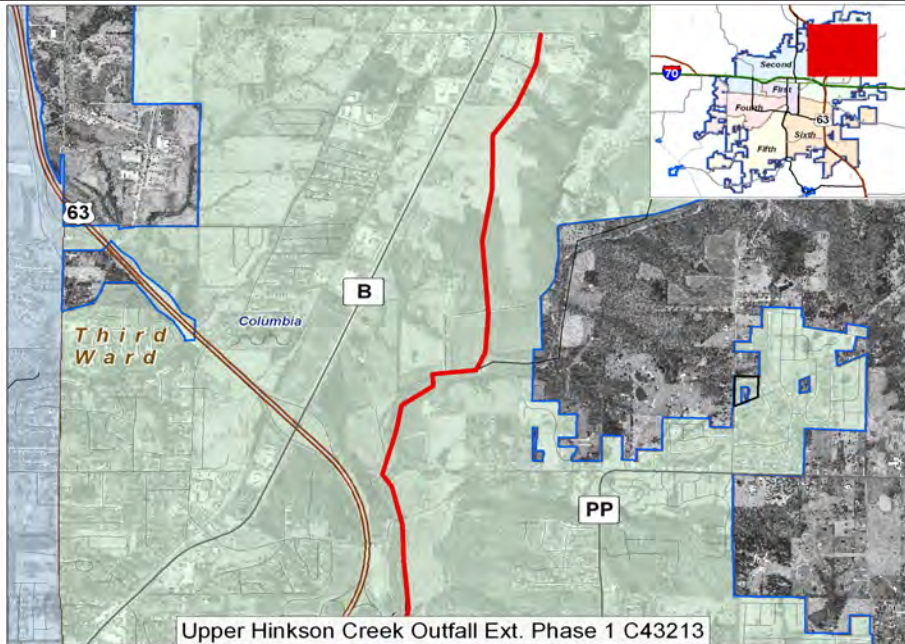 Second
70
First
Fourth
63
Sixth
Fifth
63
B
Columbia
Third
Ward
PP
Upper Hinkson Creek Outfall Ext. Phase 1 C43213